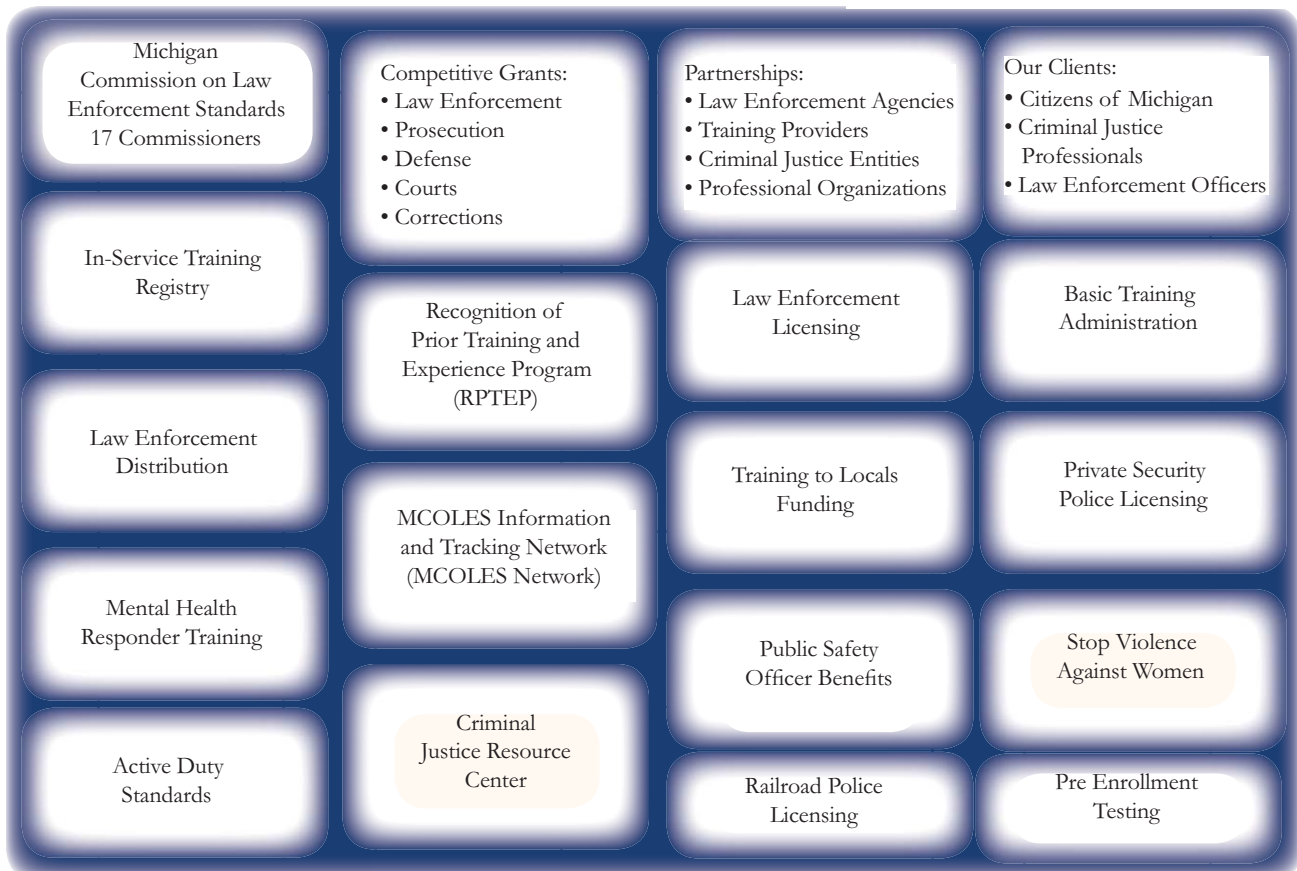 Michigan
Commission on Law
Enforcement Standards
17 Commissioners
In-Service Training
Registry
Law Enforcement
Distribution
Mental Health
Responder Training
Active Duty
Standards
Competitive Grants:
• Law Enforcement
• Prosecution
• Defense
• Courts
• Corrections
Recognition of
Prior Training and
Experience Program
(RPTEP)
MCOLES Information
and Tracking Network
(MCOLES Network)
Criminal
Justice Resource
Center
Partnerships:
• Law Enforcement Agencies
• Training Providers
• Criminal Justice Entities
• Professional Organizations
Law Enforcement
Licensing
Training to Locals
Funding
Public Safety
Officer Benefits
Railroad Police
Licensing
Our Clients:
• Citizens of Michigan
• Criminal Justice
Professionals
• Law Enforcement Officers
Basic Training
Administration
Private Security
Police Licensing
Stop Violence
Against Women
Pre Enrollment
Testing